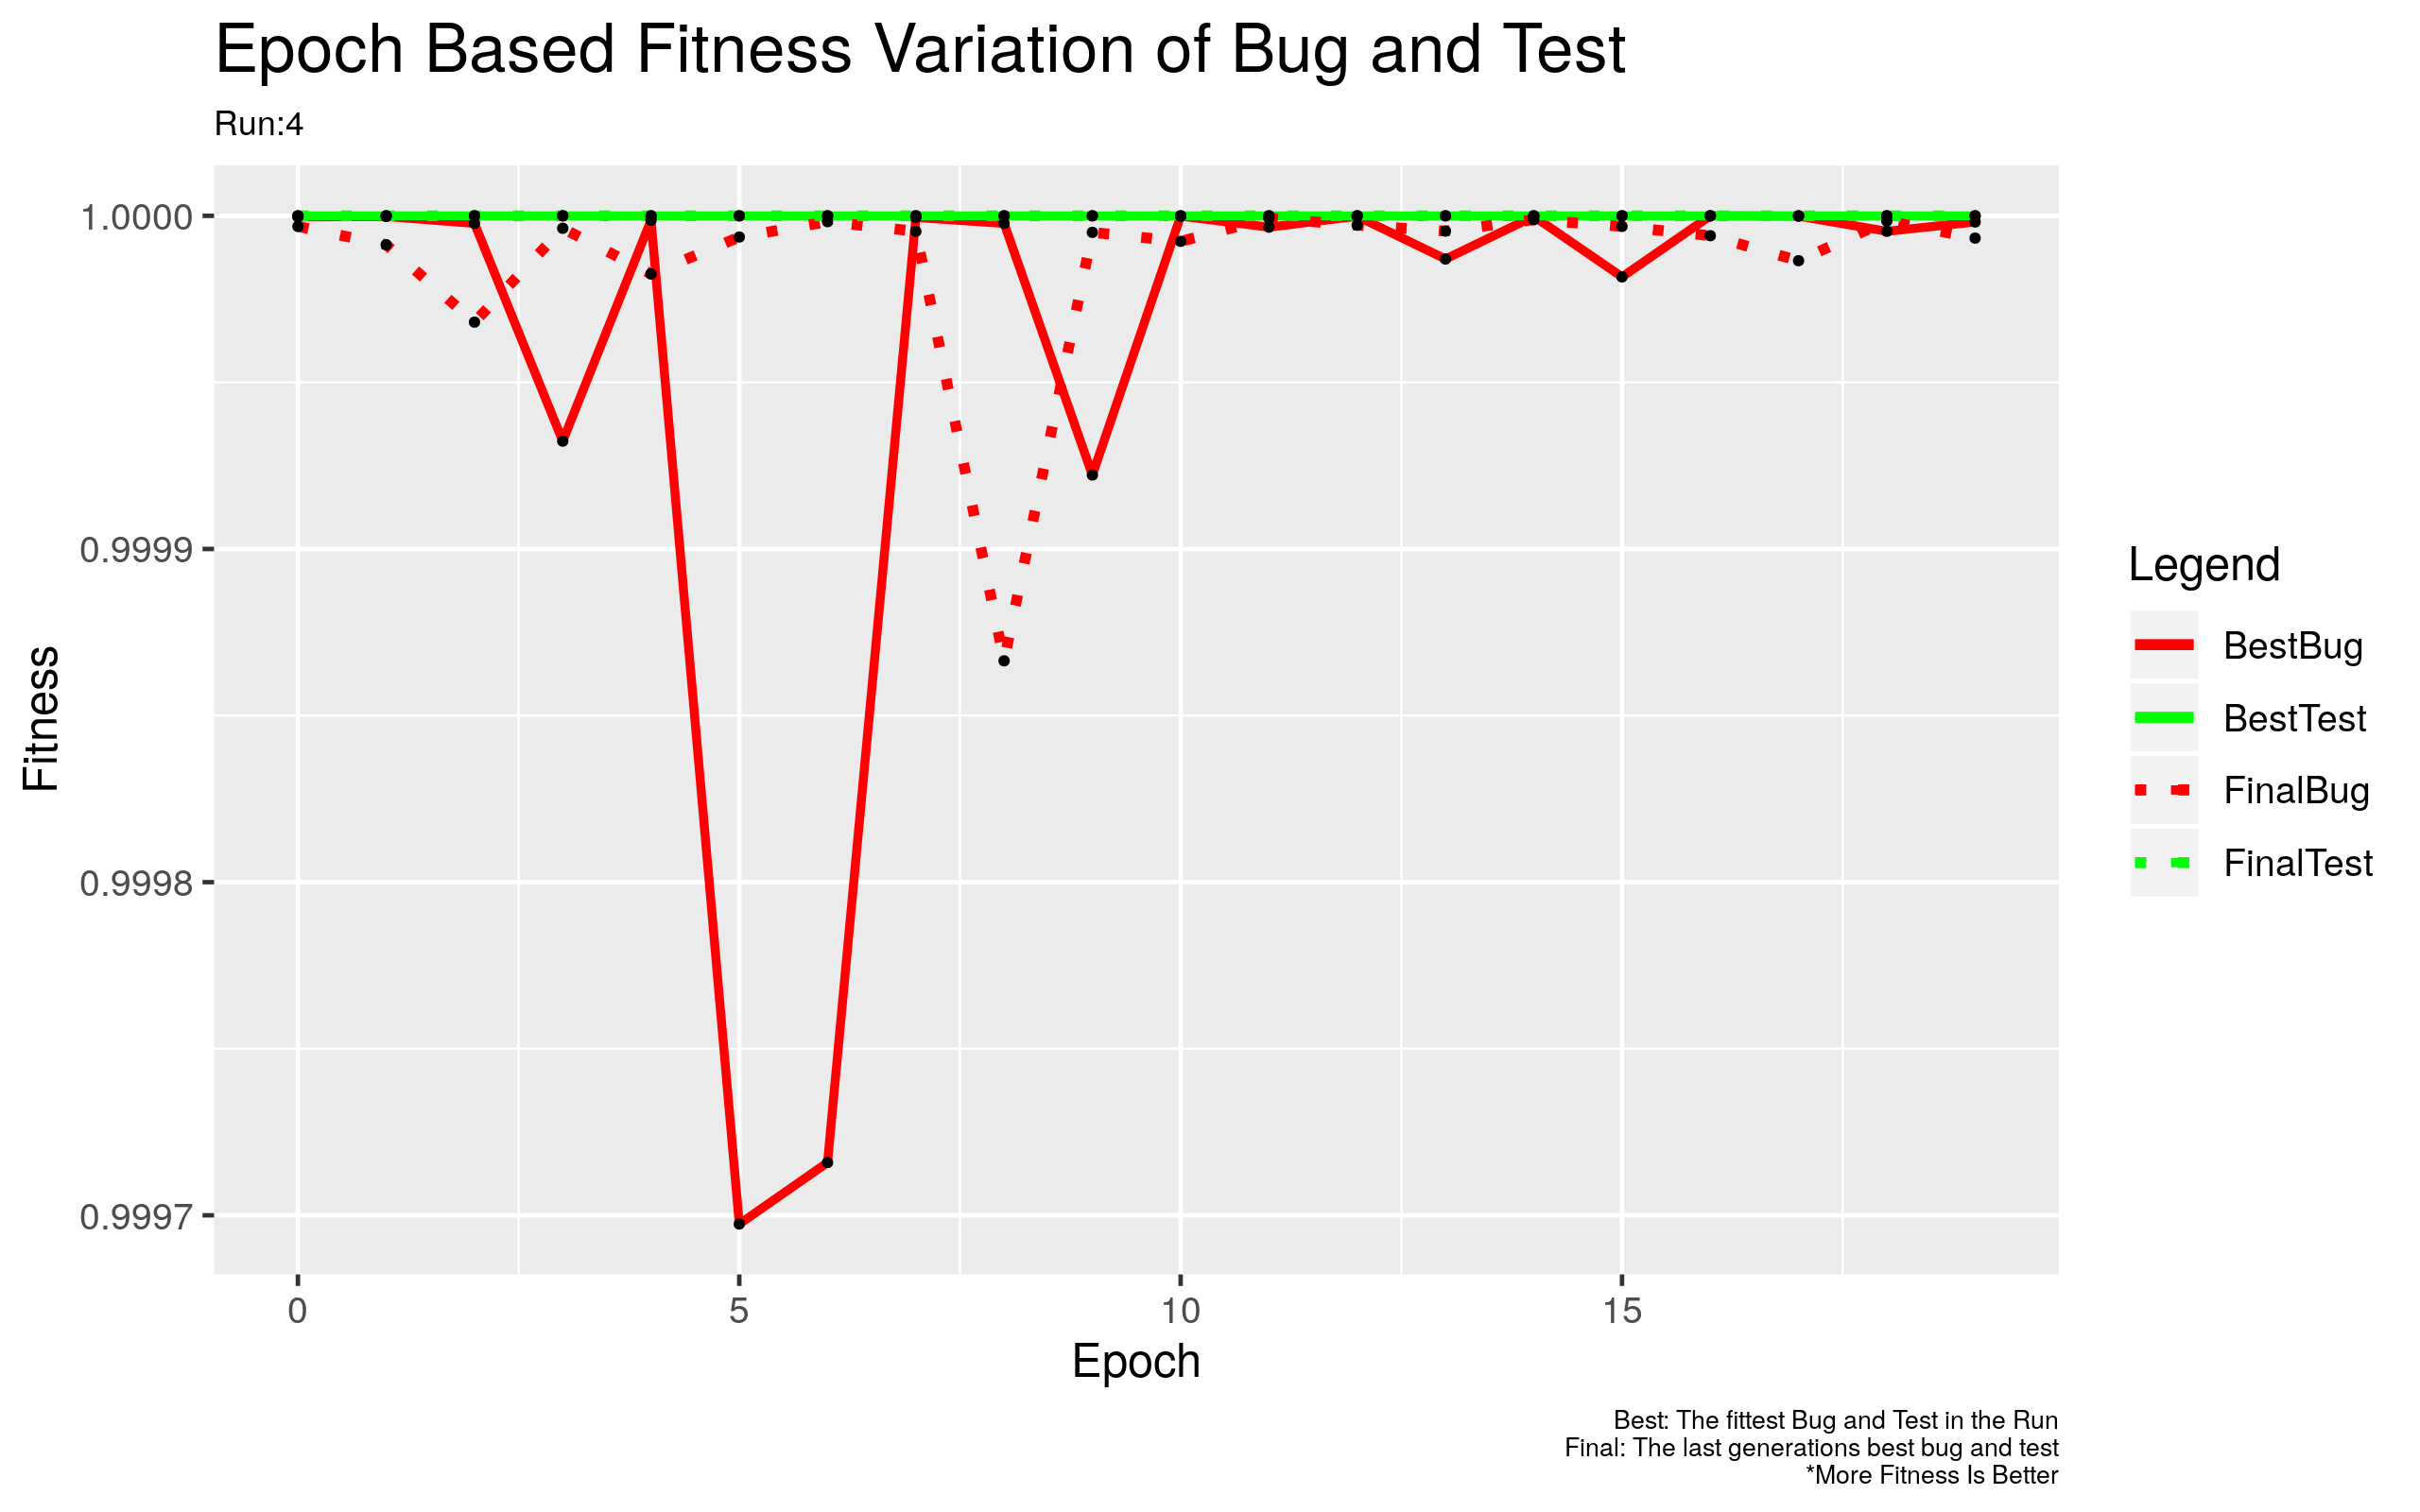 Epoch Based Fitness Variation of Bug and Test
Run:4
Fitness
1.0000
0.9999
0.9998
0.9997
0
5
10
15
Epoch
Legend
BestBug
BestTest
FinalBug
FinalTest
Best: The fittest Bug and Test in the Run
Final: The last generations best bug and test
*More Fitness Is Better